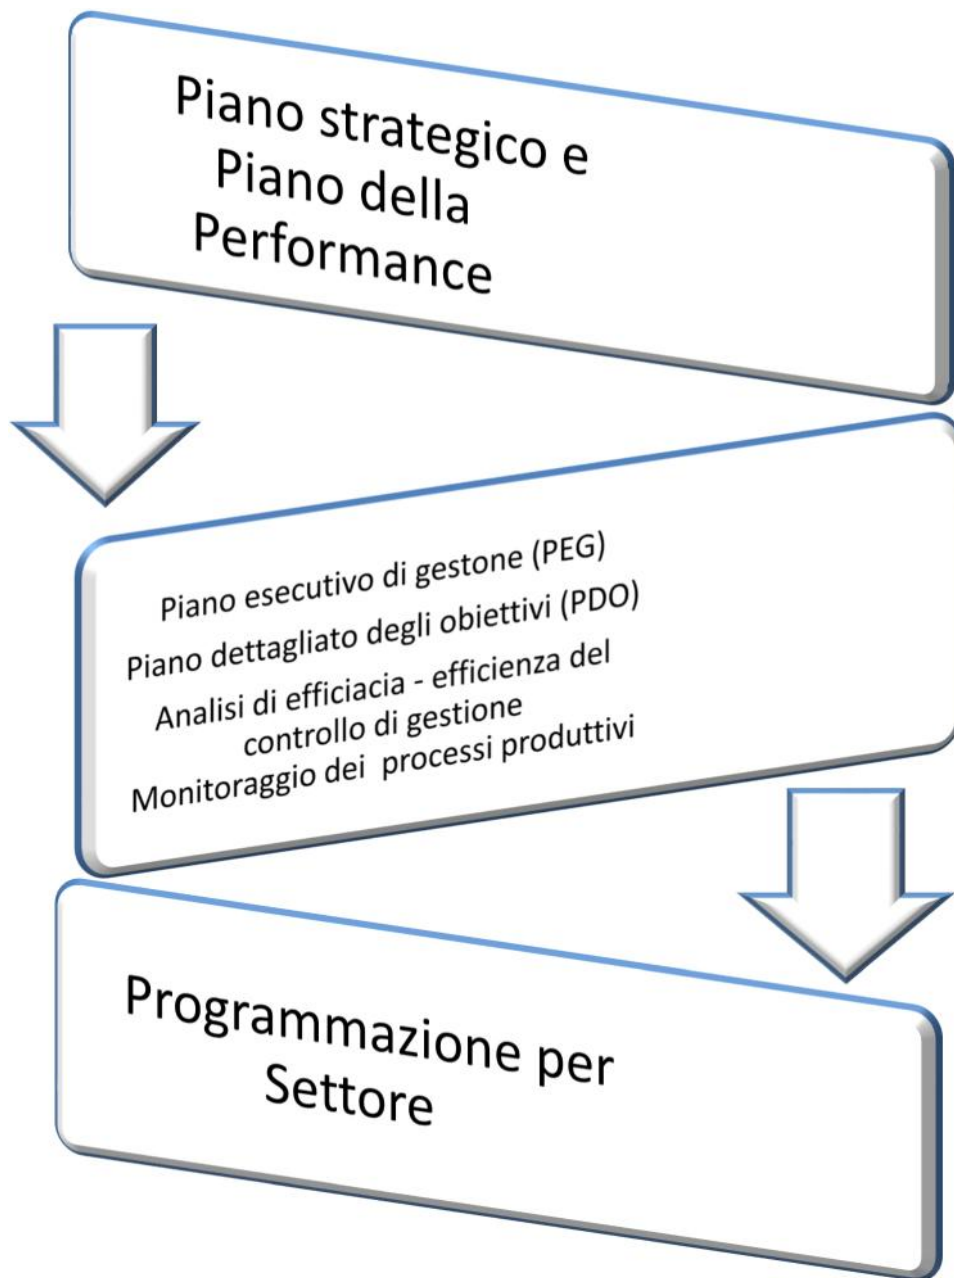 Piano strategico e
Piano della
Performance
Piano esecutivo di gestone (PEG)
Piano dettagliato degli obiettivi (PDO)
Analisi di efficiacia - efficienza del
controllo di gestione
Monitoraggio dei processi produttivi
Programmazione per
Settore